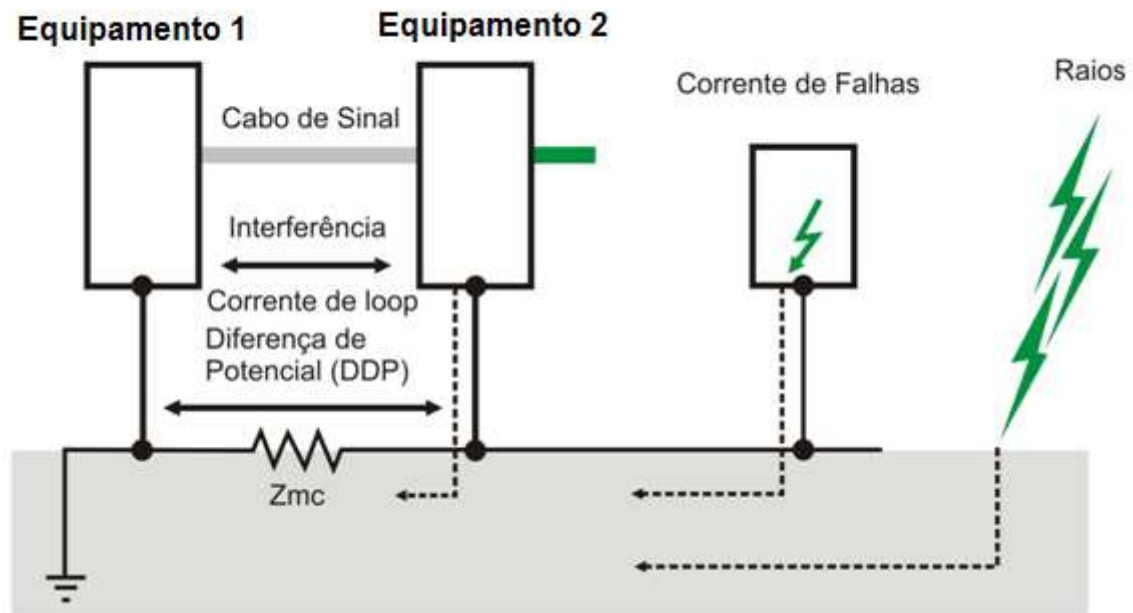 Equipamento 1
Equipamento 2
Corrente de Falhas
Raios
Cabo de Sinal
Interferência
Corrente de loop
Diferença de
Potencial (DDP)
Zmc